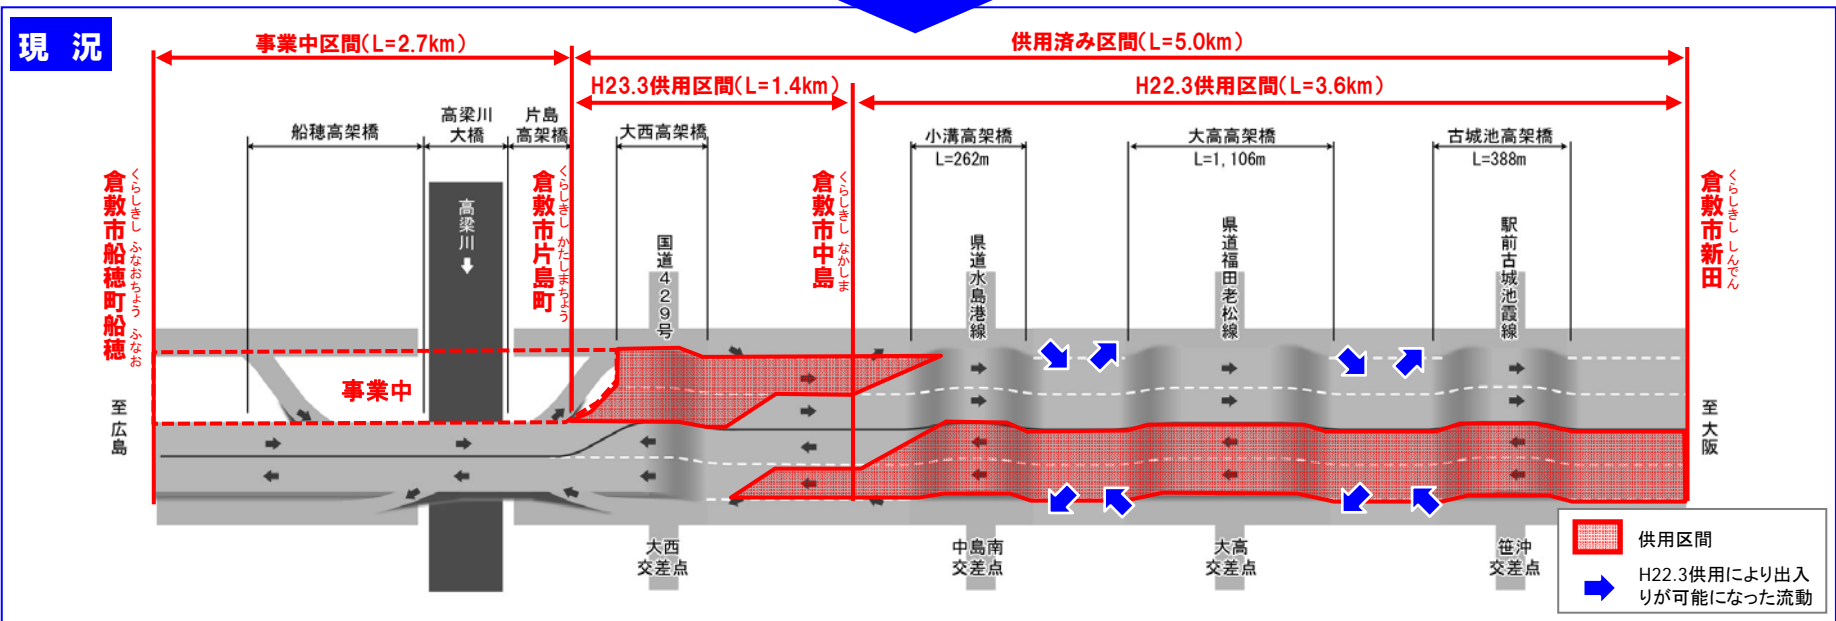 現 況
事業中区間(L=2.7km)
供用済み区間(L=5.0km)
H23.3供用区間(L=1.4km)
H22.3供用区間(L=3.6km)
船穂高架橋
高梁川
大橋
片島
高架橋
大西高架橋
小溝高架橋
L=262m
大高高架橋
L=1,106m
古城池高架橋
L=388m
倉敷市船穂町船穂
くらしきし ふなおちょう ふなお
高梁川
倉敷市片島町
くらしきし かたしまちょう
国道429号
倉敷市中島
くらしきし なかしま
県道水島港線
県道福田老松線
駅前古城池霞線
倉敷市新田
くらしきし しんでん
事業中
至広島
至大阪
大西
交差点
中島南
交差点
大高
交差点
笹沖
交差点
供用区間
H22.3供用により出入
りが可能になった流動